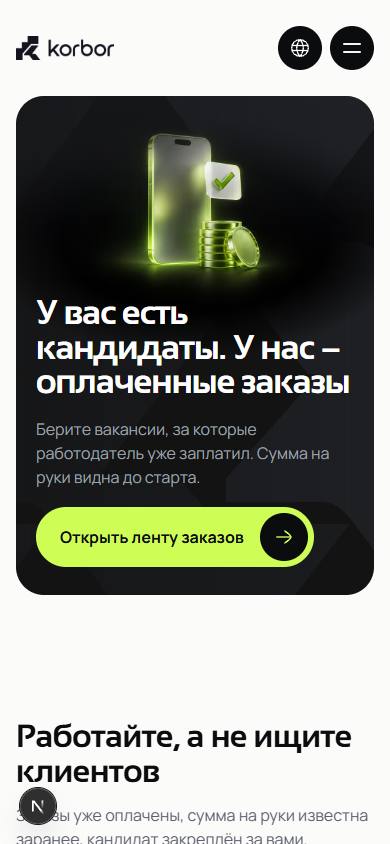 korbor
У вас есть
кандидаты. У нас –
оплаченные заказы
Берите вакансии, за которые
работодатель уже заплатил. Сумма на
руки видна до старта.
Открыть ленту заказов
Работайте, а не ищите
клиентов
N
уже оплачены, сумма на руки известна
заранее, кандидат закреплён за вами.